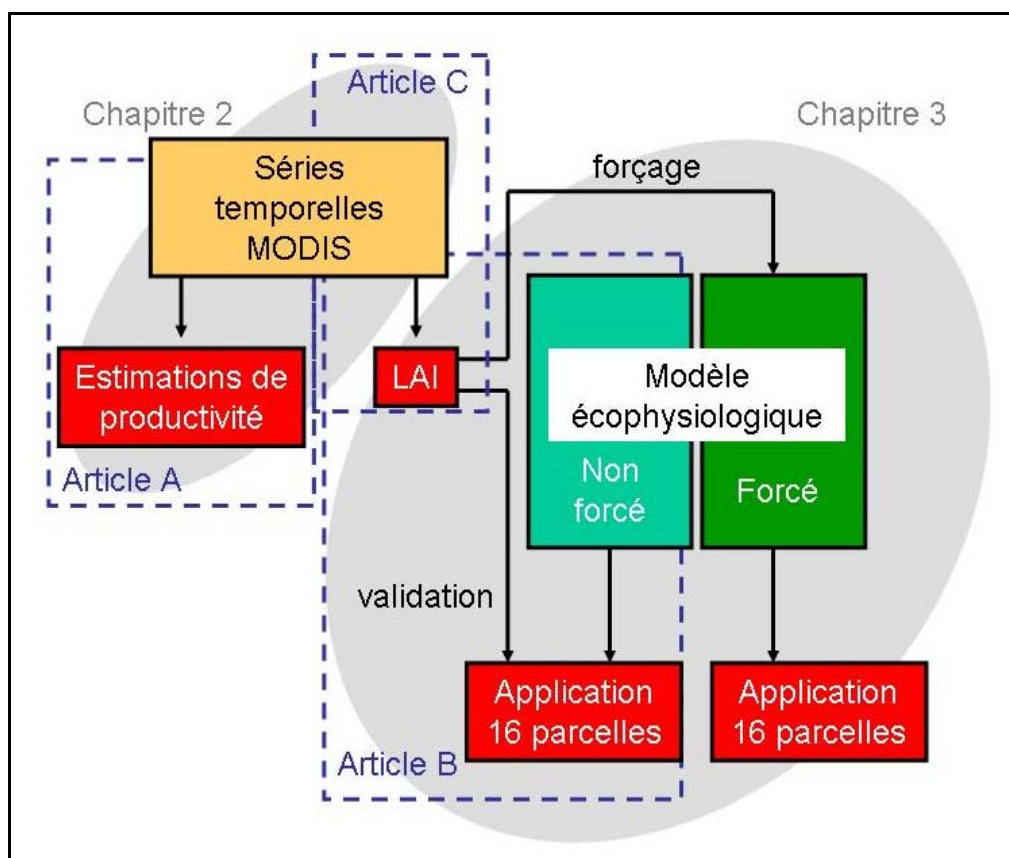 Article C
Chapitre 2
Chapitre 3
Séries
temporelles
MODIS
forçage
Estimations de
productivité
LAI
Modèle
écophysiologique
Article A
Non
forcé
Forcé
validation
Application
16 parcelles
Application
16 parcelles
Article B